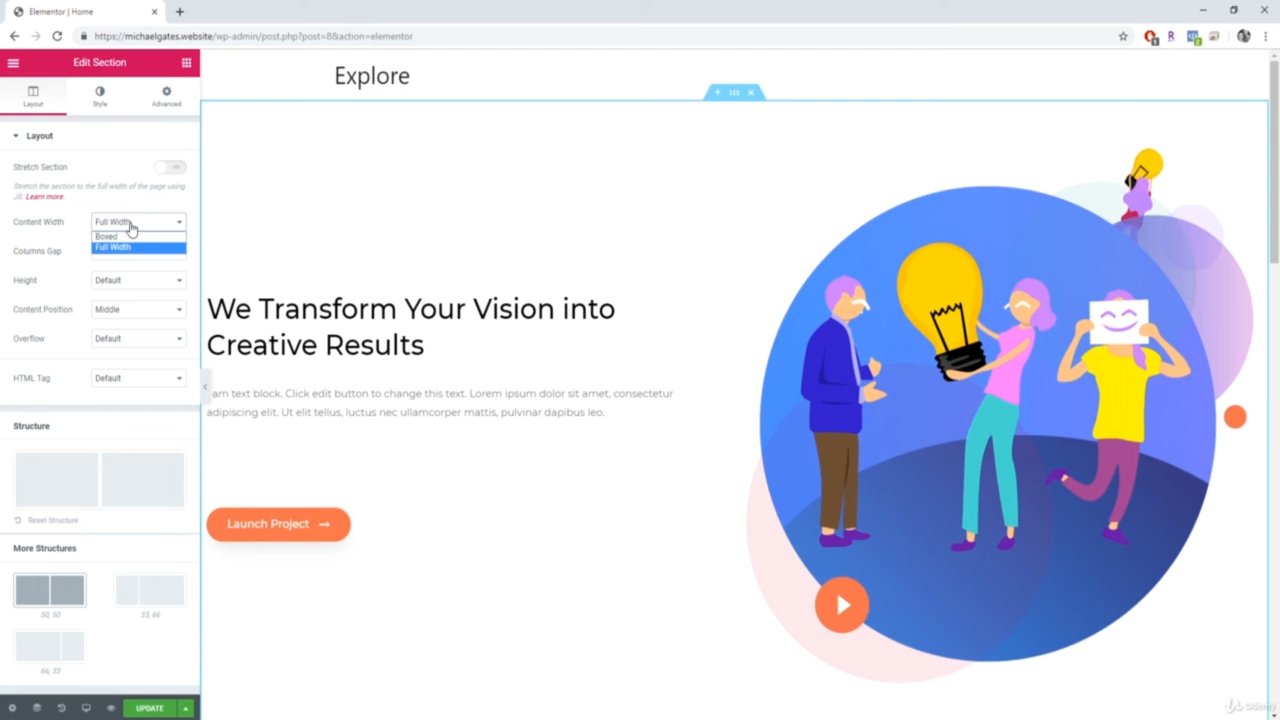 Elementor | Home
https://michaelgates.website/wp-admin/post.php?post=8&action=elementor
Edit Section
Layout
Style
Advanced
Layout
Stretch Section
NO
Stretch the section to the full width of the page using
JS. Learn more.
Content Width
Full Width
Boxed
Full Width
Columns Gap
Height
Default
Content Position
Middle
Overflow
Default
HTML Tag
Default
Structure
Reset Structure
More Structures
50, 50
33, 66
66, 33
UPDATE
Explore
We Transform Your Vision into
Creative Results
am text block. Click edit button to change this text. Lorem ipsum dolor sit amet, consectetur
adipiscing elit. Ut elit tellus, luctus nec ullamcorper mattis, pulvinar dapibus leo.
Launch Project
Udemy